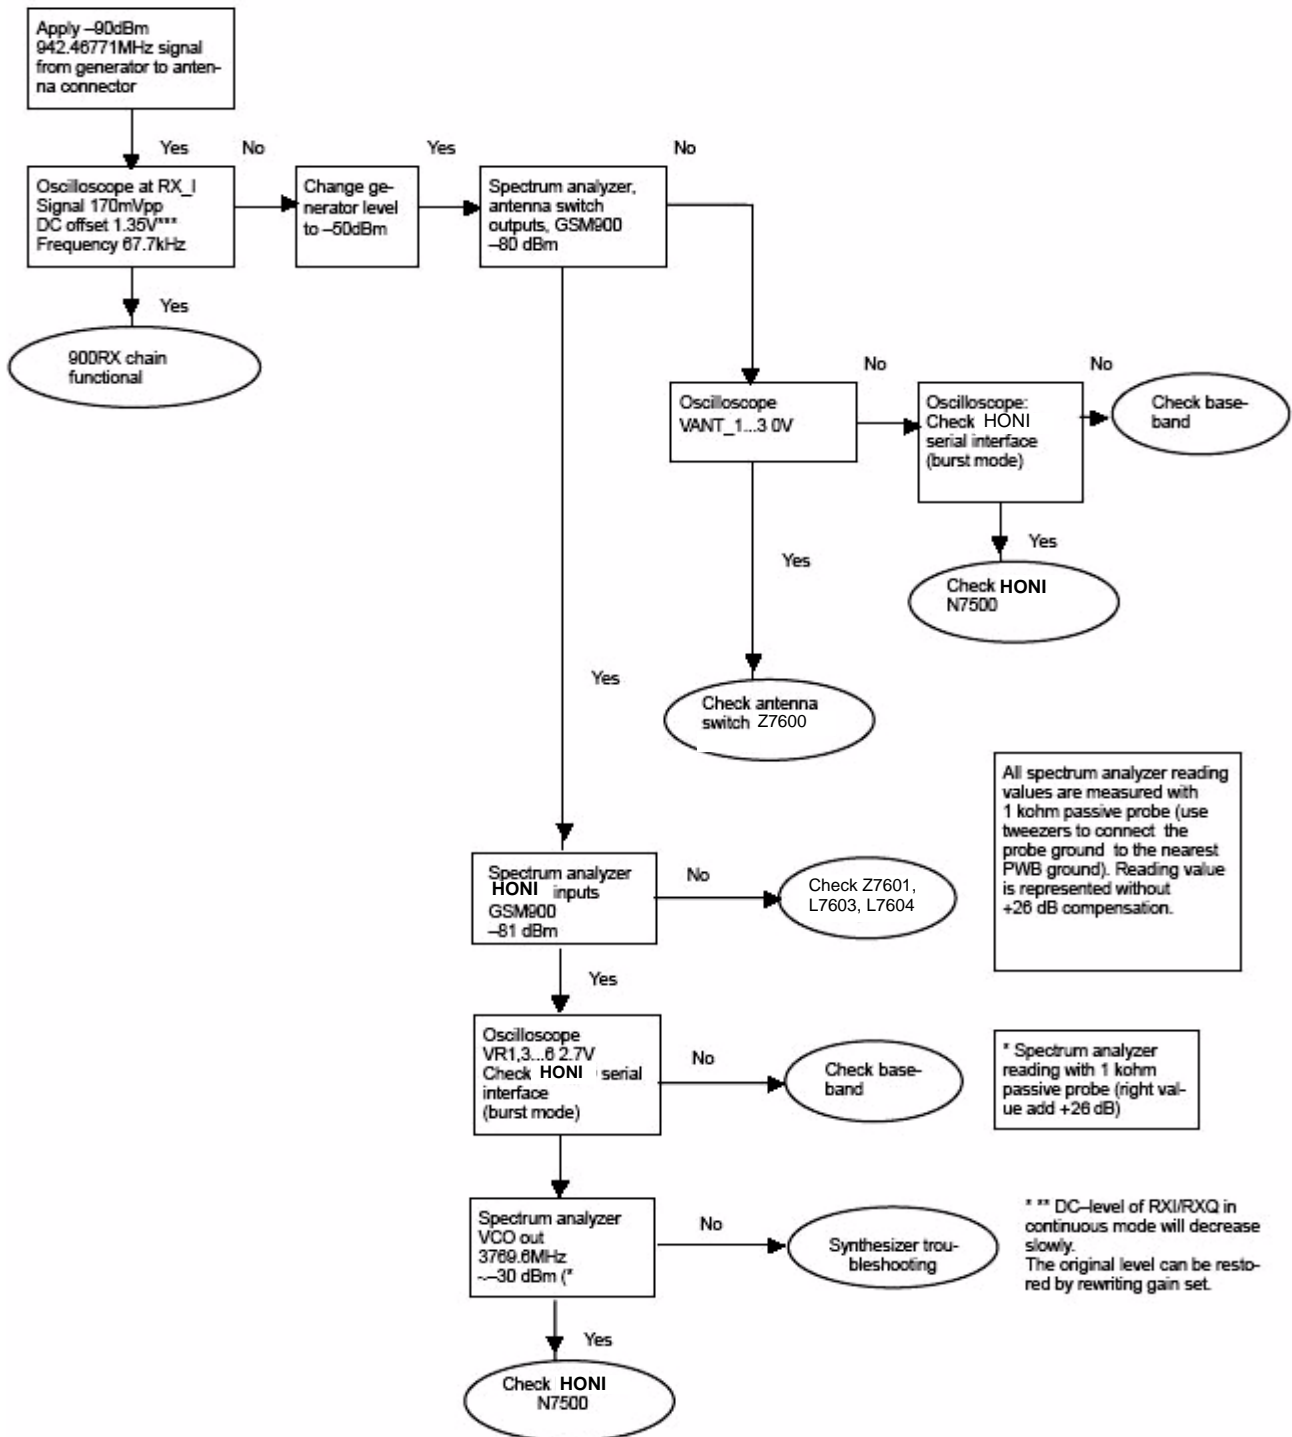 Apply –90dBm
942.46771MHz signal
from generator to anten-
na connector
Yes
No
Yes
No
Oscilloscope at RX_I
Signal 170mVpp
DC offset 1.35V***
Frequency 67.7kHz
Change ge-
nerator level
to –50dBm
Spectrum analyzer,
antenna switch
outputs, GSM900
–80 dBm
Yes
900RX chain
functional
No
No
Oscilloscope
VANT_1...3 0V
Oscilloscope:
Check HONI
serial interface
(burst mode)
Check base-
band
Yes
Yes
Check HONI
N7500
Yes
Check antenna
switch Z7600
All spectrum analyzer reading
values are measured with
1 kohm passive probe (use
tweezers to connect the
probe ground to the nearest
PWB ground). Reading value
is represented without
+26 dB compensation.
Spectrum analyzer
HONI inputs
GSM900
–81 dBm
No
Check Z7601,
L7603, L7604
Yes
Oscilloscope
VR1,3...6 2.7V
Check HONI serial
interface
(burst mode)
No
Check base-
band
* Spectrum analyzer
reading with 1 kohm
passive probe (right val-
ue add +26 dB)
Spectrum analyzer
VCO out
3769.6MHz
~–30 dBm (*
No
Synthesizer trou-
bleshooting
* ** DC–level of RXI/RXQ in
continuous mode will decrease
slowly.
The original level can be resto-
red by rewriting gain set.
Yes
Check HONI
N7500